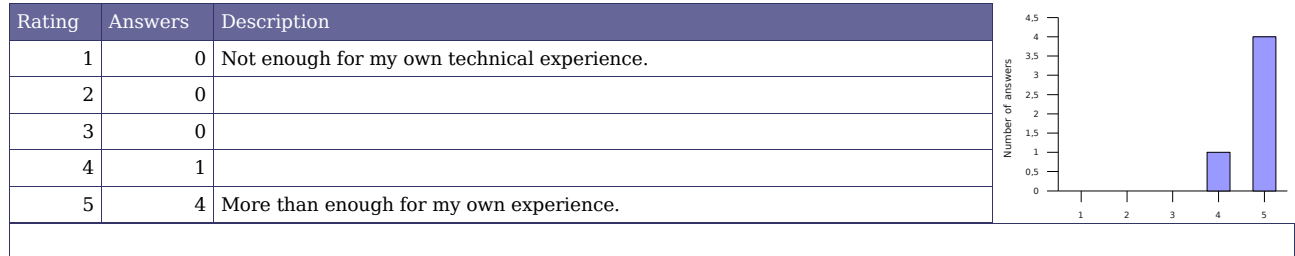 Rating Answers Description
1 0 Not enough for my own technical experience.
2 0
3 0
4 1
5 4 More than enough for my own experience.
Number of answers
4,5
4
3,5
3
2,5
2
1,5
1
0,5
0
1 2 3 4 5